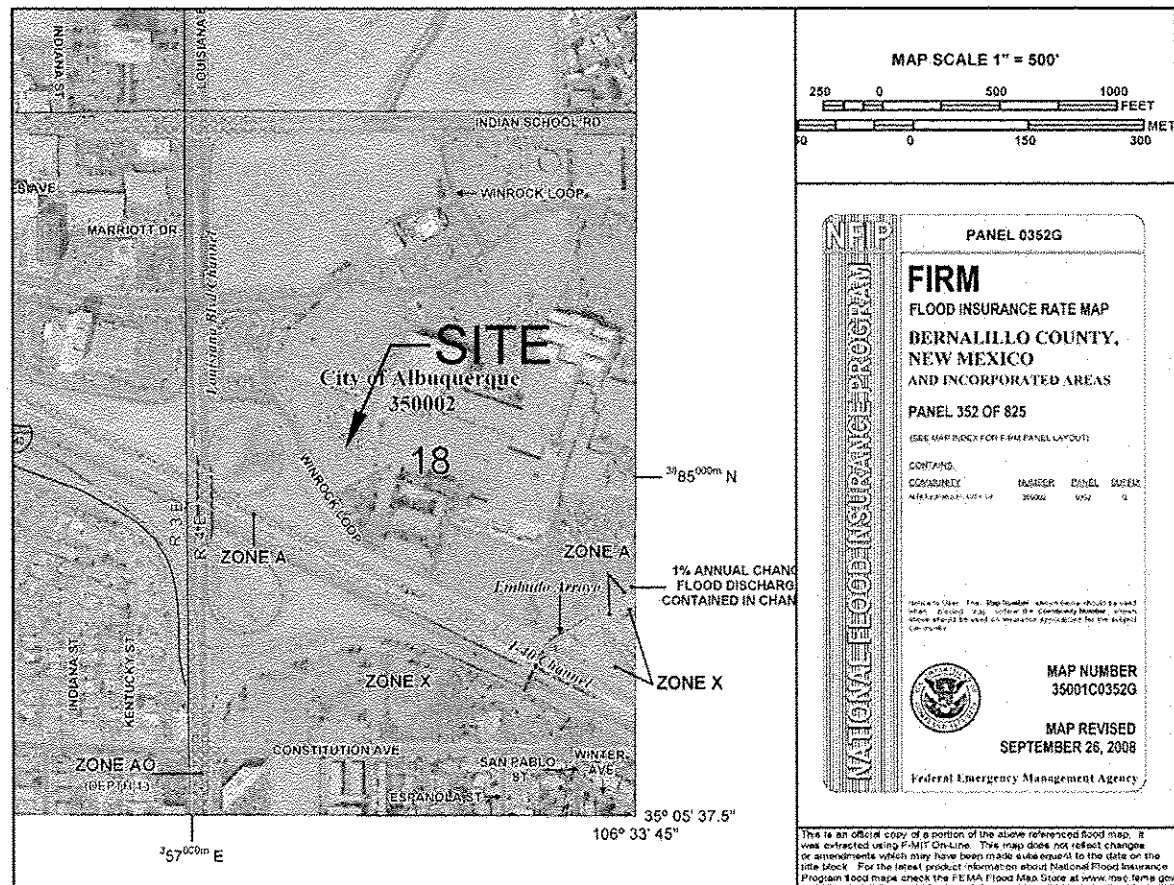 INDIANA ST
LOUISIANA B
INDIAN SCHOOL RD
WINROCK LOOP
MARRIOTT DR
Louisiana Blvd Channel
SITE
City of Albuquerque
350002
18
WINROCK LOOP
3885000m N
R 3 E
R 4 E
ZONE A
ZONE A
1% ANNUAL CHANC
FLOOD DISCHARG
CONTAINED IN CHAN
Embudo Arroyo
I-40 Channel
ZONE X
ZONE X
INDIANA ST
KENTUCKY ST
ZONE AO
(DEPTH 1')
CONSTITUTION AVE
SAN PABLO
ST
WINTER
AVE
ESPANOLA ST
35° 05' 37.5"
106° 33' 45"
357000m E
MAP SCALE 1" = 500'
250 0 500 1000
FEET
MET
0 150 300
NFIP
NATIONAL FLOOD INSURANCE PROGRAM
PANEL 0352G
FIRM
FLOOD INSURANCE RATE MAP
BERNALILLO COUNTY,
NEW MEXICO
AND INCORPORATED AREAS
PANEL 352 OF 825
(SEE MAP INDEX FOR FIRM PANEL LAYOUT)
CONTAINS
COMMUNITY NUMBER PANEL SUFFIX
350002 0352 G
MAP NUMBER
35001C0352G
MAP REVISED
SEPTEMBER 26, 2008
Federal Emergency Management Agency
This is an official copy of a portion of the above referenced flood map. It
was extracted using F-MIT On-Line. This map does not reflect changes
or amendments which may have been made subsequent to the date on the
title block. For the latest product information about National Flood Insurance
Program flood maps check the FEMA Flood Map Store at www.msc.fema.gov